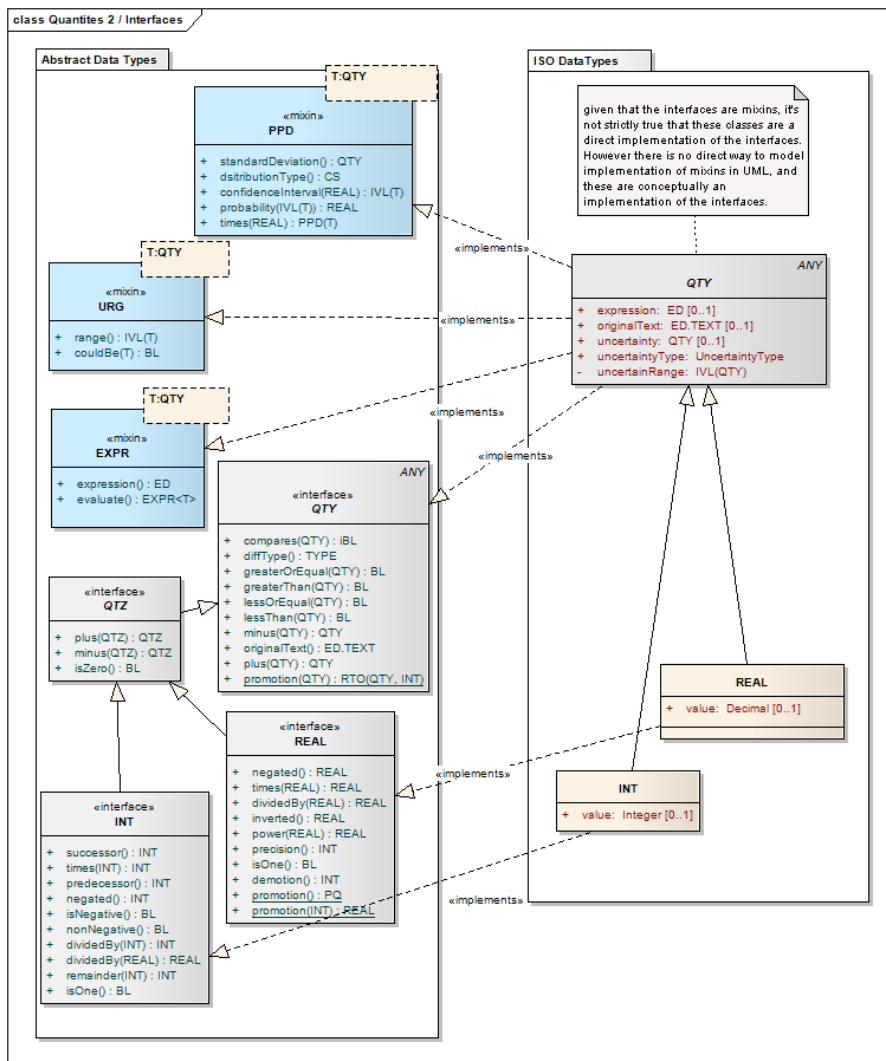 class Quantites 2 / Interfaces
Abstract Data Types
T:QTY
«mixin»
PPD
+ standardDeviation() : QTY
+ dsitributionType() : CS
+ confidenceInterval(REAL) : IVL(T)
+ probability(IVL(T)) : REAL
+ times(REAL) : PPD(T)
T:QTY
«mixin»
URG
+ range() : IVL(T)
+ couldBe(T) : BL
T:QTY
«mixin»
EXPR
+ expression() : ED
+ evaluate() : EXPR<T>
ANY
«interface»
QTY
+ compares(QTY) : iBL
+ diffType() : TYPE
+ greaterOrEqual(QTY) : BL
+ greaterThan(QTY) : BL
+ lessOrEqual(QTY) : BL
+ lessThan(QTY) : BL
+ minus(QTY) : QTY
+ originalText() : ED.TEXT
+ plus(QTY) : QTY
+ promotion(QTY) : RTO(QTY, INT)
«interface»
QTZ
+ plus(QTZ) : QTZ
+ minus(QTZ) : QTZ
+ isZero() : BL
«interface»
REAL
+ negated() : REAL
+ times(REAL) : REAL
+ dividedBy(REAL) : REAL
+ inverted() : REAL
+ power(REAL) : REAL
+ precision() : INT
+ isOne() : BL
+ demotion() : INT
+ promotion() : PQ
+ promotion(INT) : REAL
«interface»
INT
+ successor() : INT
+ times(INT) : INT
+ predecessor() : INT
+ negated() : INT
+ isNegative() : BL
+ nonNegative() : BL
+ dividedBy(INT) : INT
+ dividedBy(REAL) : REAL
+ remainder(INT) : INT
+ isOne() : BL
«implements»
«implements»
«implements»
«implements»
«implements»
«implements»
ISO DataTypes
given that the interfaces are mixins, it's
not strictly true that these classes are a
direct implementation of the interfaces.
However there is no direct way to model
implementation of mixins in UML, and
these are conceptually an
implementation of the interfaces.
ANY
QTY
+ expression: ED [0..1]
+ originalText: ED.TEXT [0..1]
+ uncertainty: QTY [0..1]
+ uncertaintyType: UncertaintyType
- uncertainRange: IVL(QTY)
REAL
+ value: Decimal [0..1]
INT
+ value: Integer [0..1]